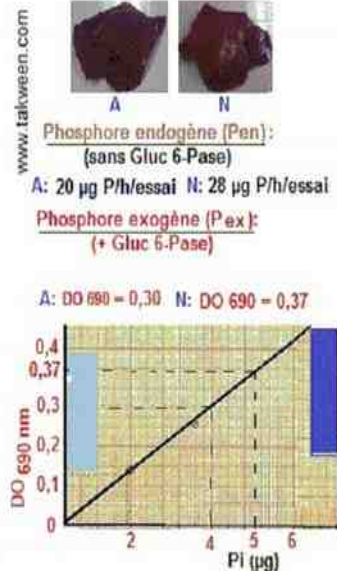 www.takween.com
A N
Phosphore endogène (Pen):
(sans Gluc 6-Pase)
A: 20 µg P/h/essai N: 28 µg P/h/essai
Phosphore exogène (Pex):
(+ Gluc 6-Pase)
A: DO 690 = 0,30 N: DO 690 = 0,37
DO 690 nm
0,4
0,37
0,3
0,2
0,1
0
2 4 5 6
Pi (µg)